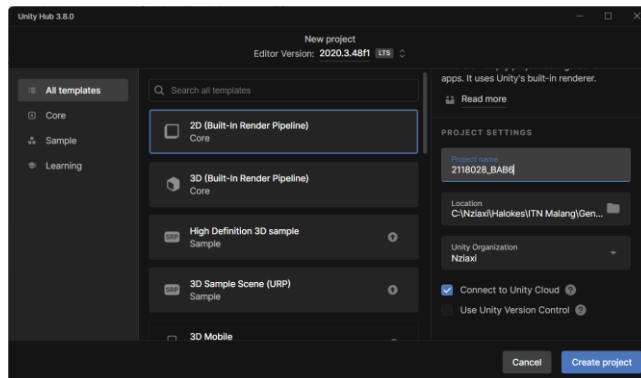 Unity Hub 3.8.0
New project
Editor Version: 2020.3.48f1 LTS
All templates
Core
Sample
Learning
Search all templates
2D (Built-In Render Pipeline)
Core
3D (Built-In Render Pipeline)
Core
SRP
High Definition 3D sample
Sample
SRP
3D Sample Scene (URP)
Sample
3D Mobile
apps. It uses Unity's built-in renderer.
Read more
PROJECT SETTINGS
Project name
2118028_BAB6
Location
C:\Nziaxi\Halokes\ITN Malang\Gen...
Unity Organization
Nziaxi
Connect to Unity Cloud ?
Use Unity Version Control ?
Cancel
Create project